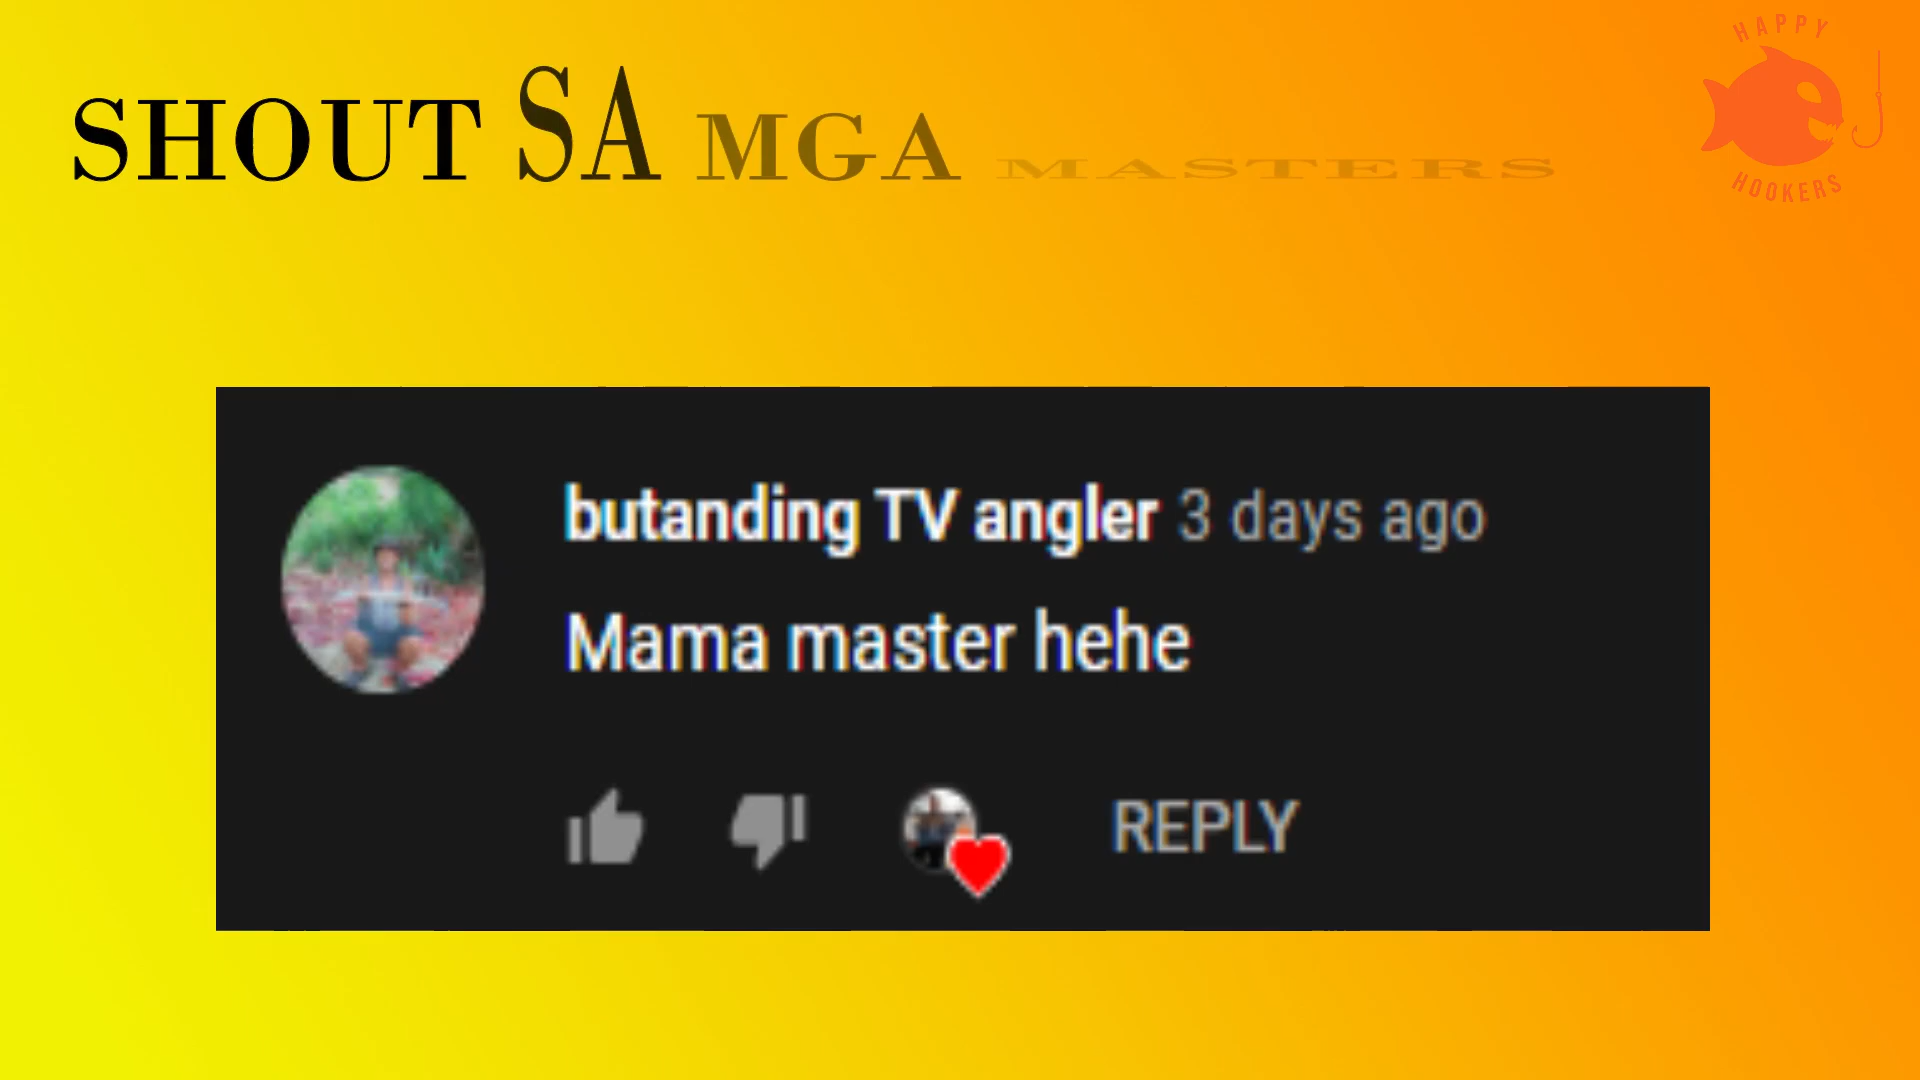 SHOUT SA MGA MASTERS
HAPPY
HOOKERS
butanding TV angler 3 days ago
Mama master hehe
REPLY